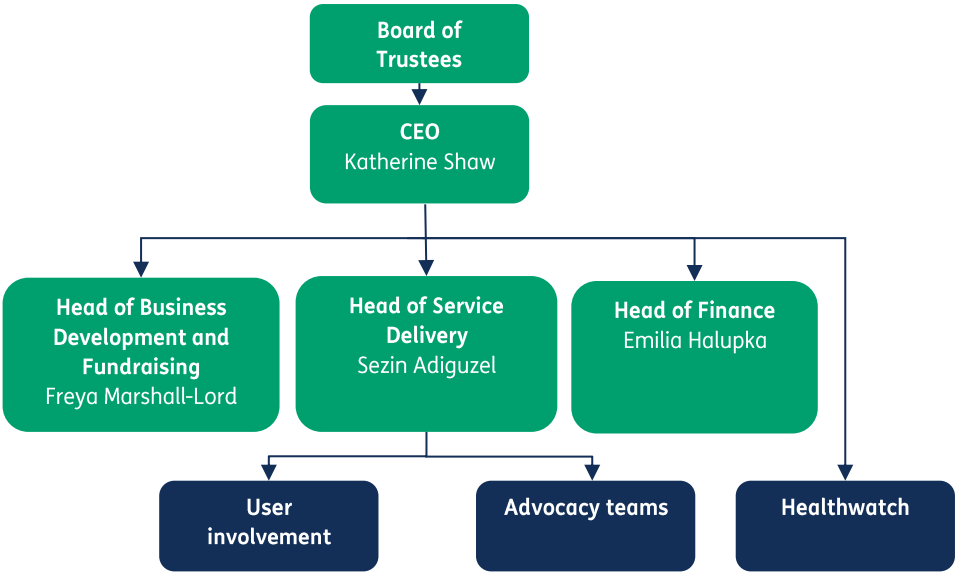 Board of
Trustees
CEO
Katherine Shaw
Head of Business
Development and
Fundraising
Freya Marshall-Lord
Head of Service
Delivery
Sezin Adiguzel
Head of Finance
Emilia Halupka
User
involvement
Advocacy teams
Healthwatch